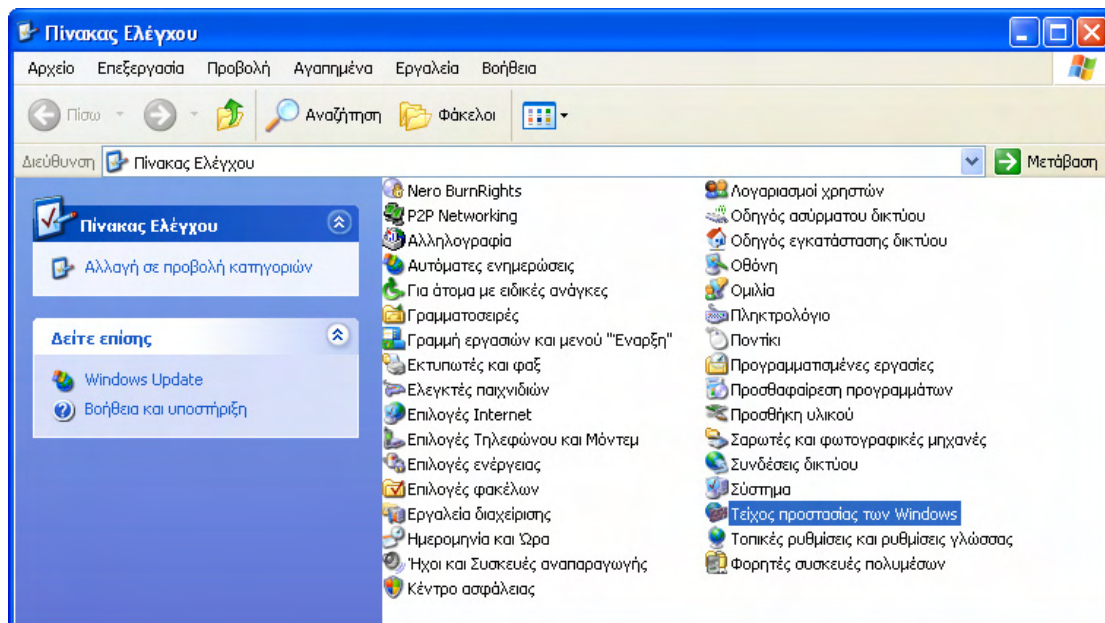 Πίνακας Ελέγχου
Αρχείο Επεξεργασία Προβολή Αγαπημένα Εργαλεία Βοήθεια
Πίσω Αναζήτηση Φάκελοι
Διεύθυνση Πίνακας Ελέγχου Μετάβαση
Πίνακας Ελέγχου
Αλλαγή σε προβολή κατηγοριών
Δείτε επίσης
Windows Update
Βοήθεια και υποστήριξη
Nero BurnRights
P2P Networking
Αλληλογραφία
Αυτόματες ενημερώσεις
Για άτομα με ειδικές ανάγκες
Γραμματοσειρές
Γραμμή εργασιών και μενού "Έναρξη"
Εκτυπωτές και φαξ
Ελεγκτές παιχνιδιών
Επιλογές Internet
Επιλογές Τηλεφώνου και Μόντεμ
Επιλογές ενέργειας
Επιλογές φακέλων
Εργαλεία διαχείρισης
Ημερομηνία και Ώρα
Ήχοι και Συσκευές αναπαραγωγής
Κέντρο ασφάλειας
Λογαριασμοί χρηστών
Οδηγός ασύρματου δικτύου
Οδηγός εγκατάστασης δικτύου
Οθόνη
Ομιλία
Πληκτρολόγιο
Ποντίκι
Προγραμματισμένες εργασίες
Προσθαφαίρεση προγραμμάτων
Προσθήκη υλικού
Σαρωτές και φωτογραφικές μηχανές
Συνδέσεις δικτύου
Σύστημα
Τείχος προστασίας των Windows
Τοπικές ρυθμίσεις και ρυθμίσεις γλώσσας
Φορητές συσκευές πολυμέσων